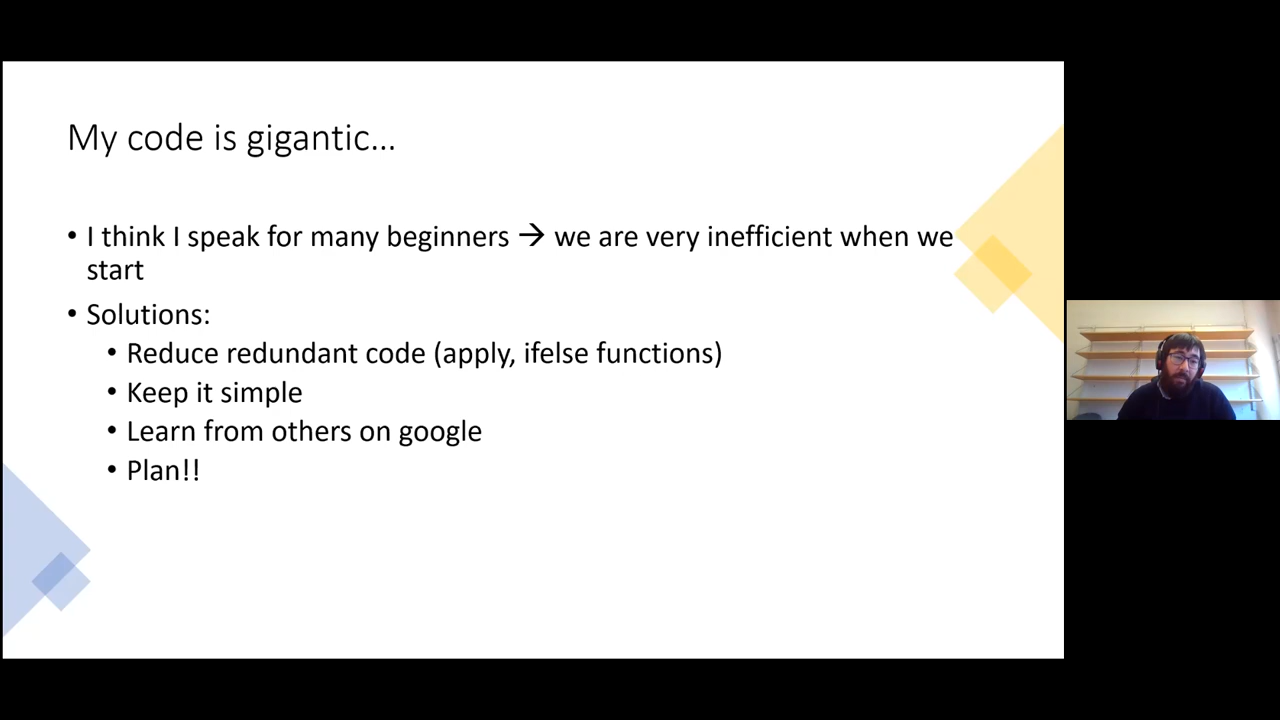 My code is gigantic...
• I think I speak for many beginners → we are very inefficient when we
start
• Solutions:
• Reduce redundant code (apply, ifelse functions)
• Keep it simple
• Learn from others on google
• Plan!!